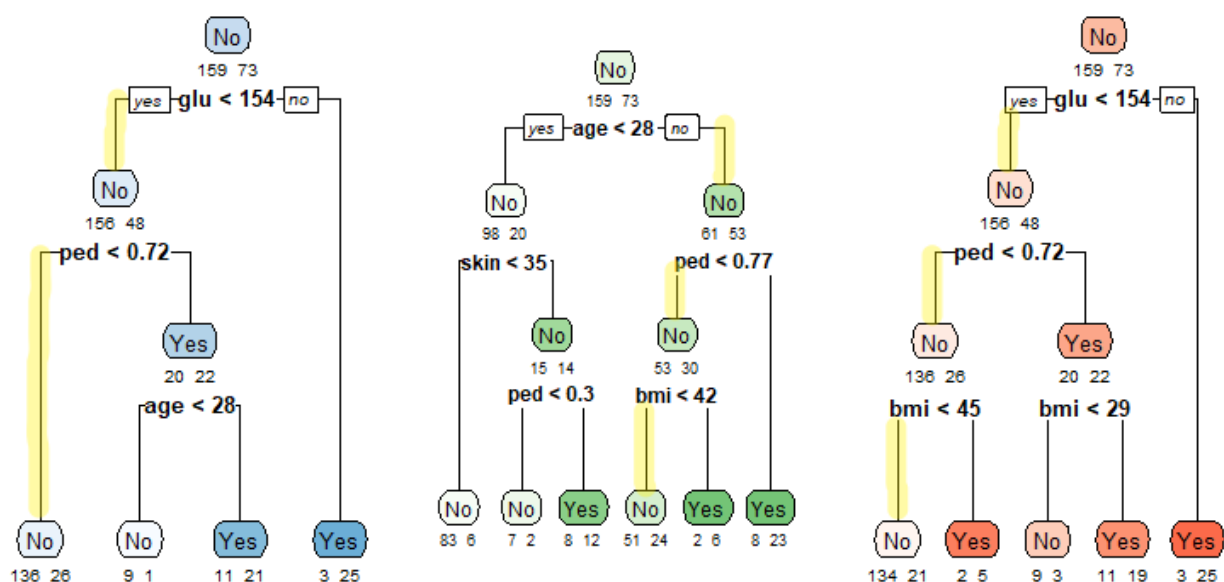 No
159 73
yes glu < 154 no
No
156 48
ped < 0.72
Yes
20 22
age < 28
No
136 26
No
9 1
Yes
11 21
Yes
3 25
No
159 73
yes age < 28 no
No
98 20
skin < 35
No
61 53
ped < 0.77
No
15 14
ped < 0.3
No
53 30
bmi < 42
No
83 6
No
7 2
Yes
8 12
No
51 24
Yes
2 6
Yes
8 23
No
159 73
yes glu < 154 no
No
156 48
ped < 0.72
No
136 26
bmi < 45
Yes
20 22
bmi < 29
No
134 21
Yes
2 5
No
9 3
Yes
11 19
Yes
3 25